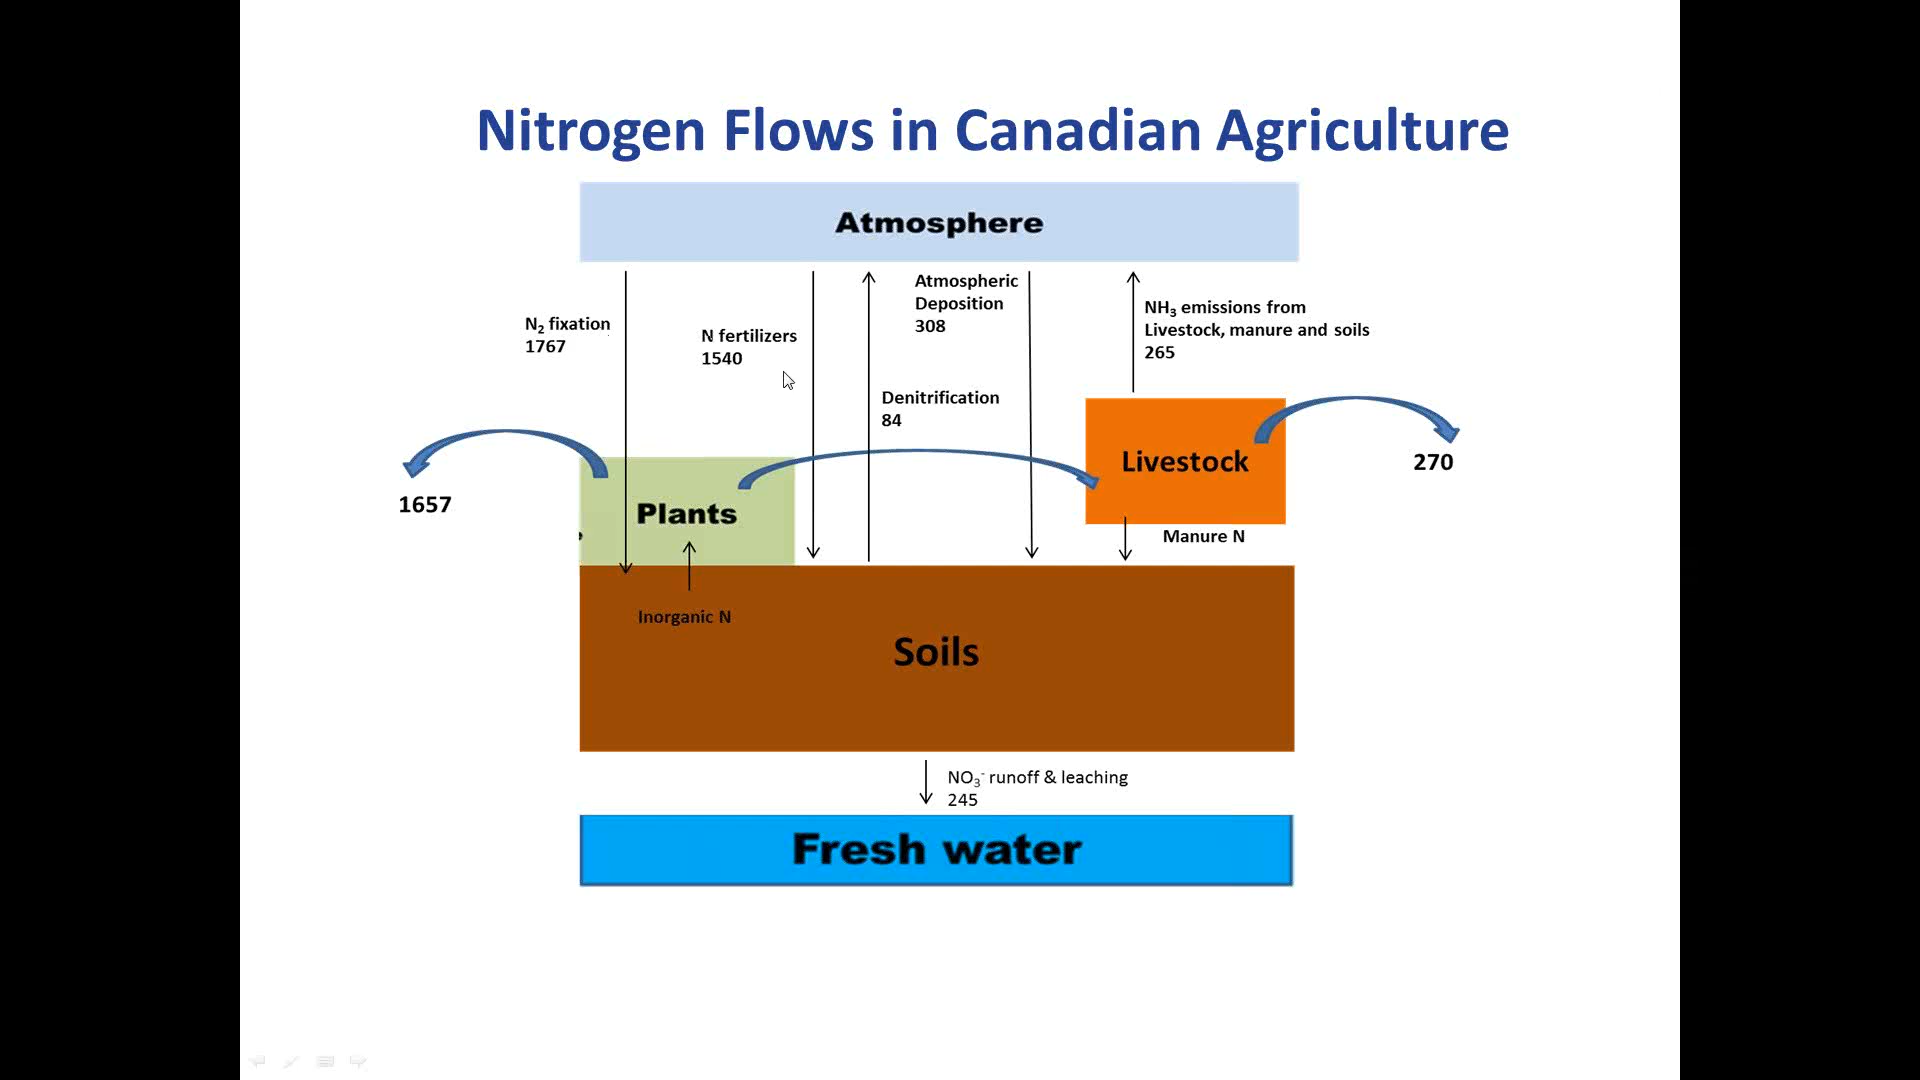 Nitrogen Flows in Canadian Agriculture
Atmosphere
N₂ fixation
1767
N fertilizers
1540
Atmospheric
Deposition
308
Denitrification
84
NH₃ emissions from
Livestock, manure and soils
265
1657
Plants
Livestock
270
Manure N
Inorganic N
Soils
NO₃⁻ runoff & leaching
245
Fresh water